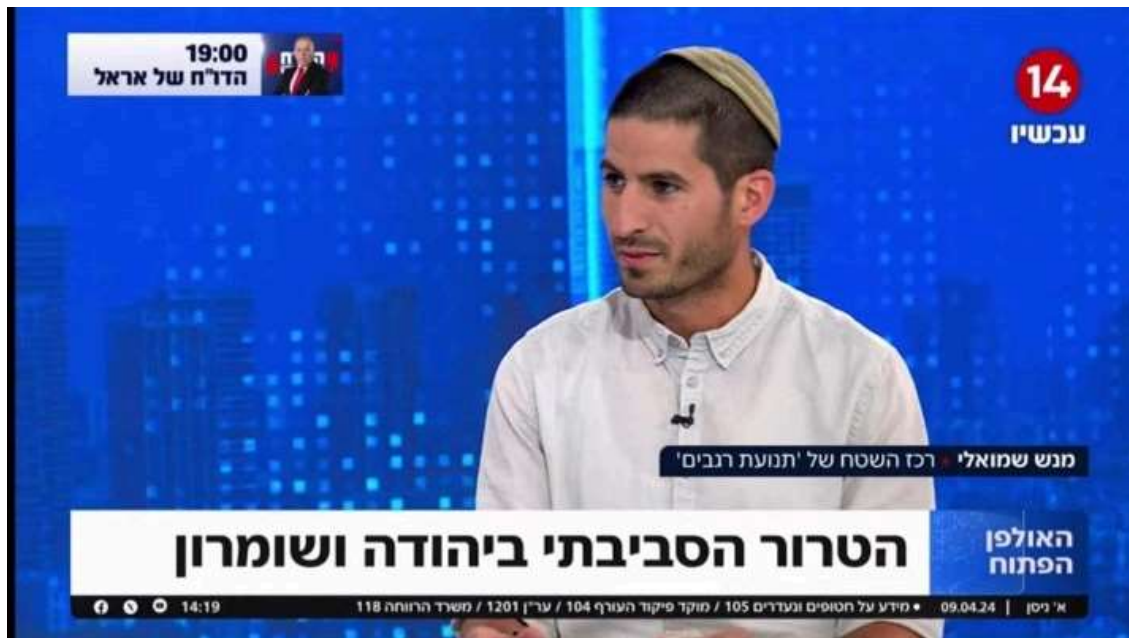 19:00
הדו"ח של אראל
14
עכשיו
מנש שמואלי • רכז השטח של 'תנועת רגבים'
האולפן
הפתוח
הטרור הסביבתי ביהודה ושומרון
א' ניסן | 09.04.24 • מידע על חטופים ונעדרים 105 / מוקד פיקוד העורף 104 / ער"ן 1201 / משרד הרווחה 118
14:19